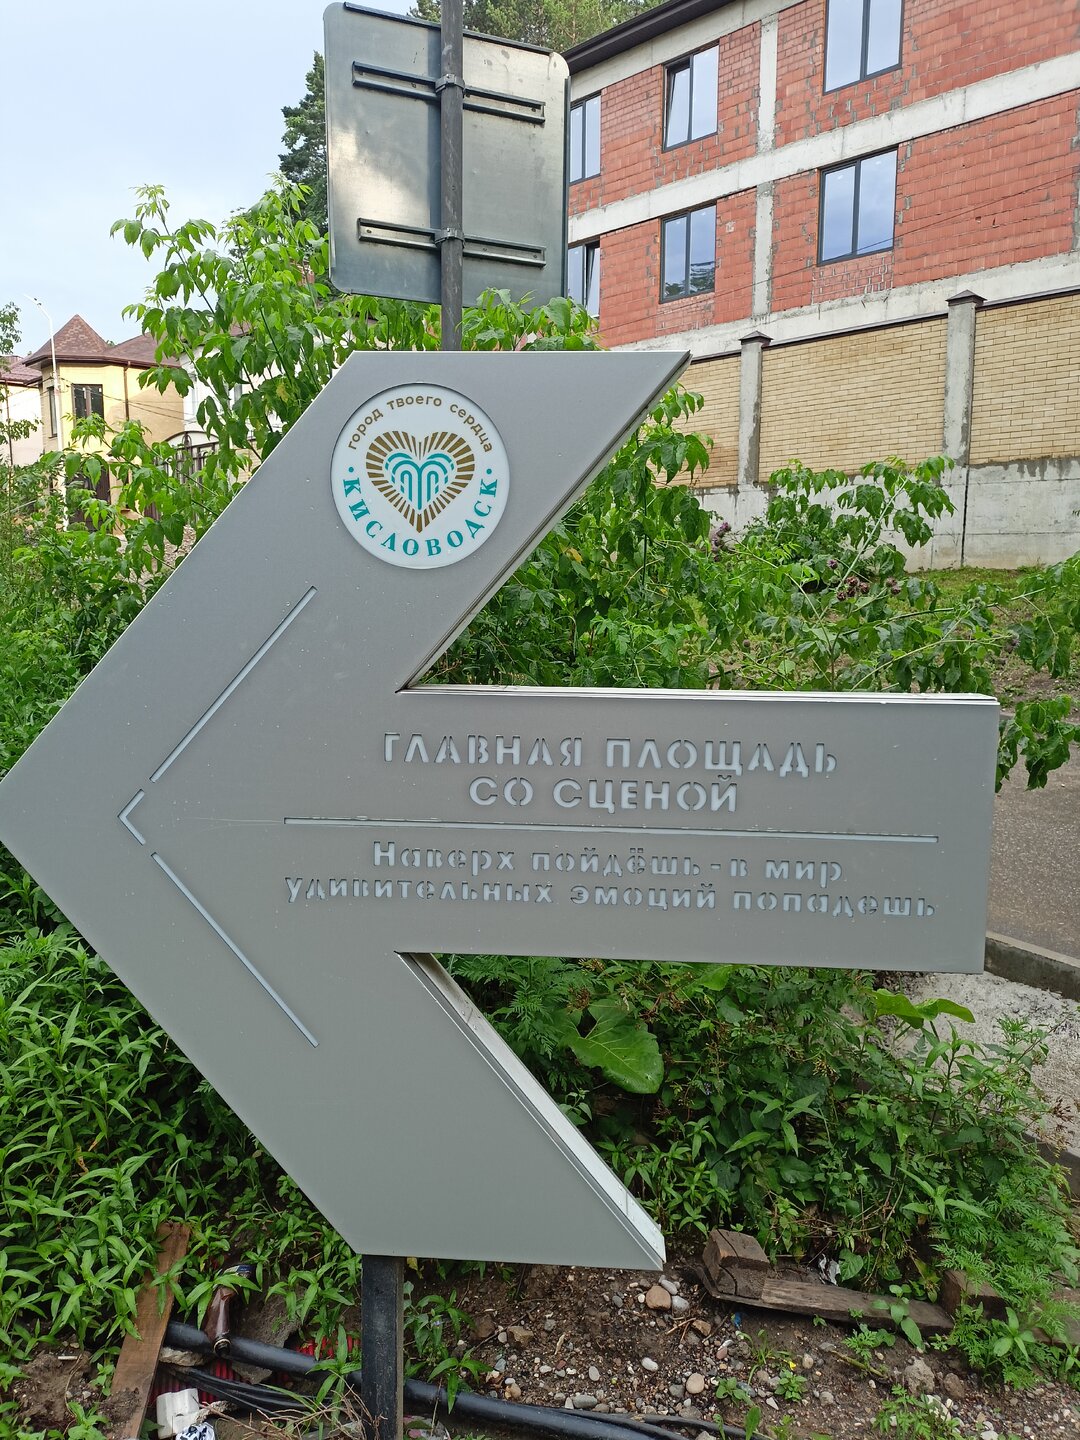 город твоего сердца
• КИСЛОВОДСК •
ГЛАВНАЯ ПЛОЩАДЬ
СО СЦЕНОЙ
Наверх пойдёшь - в мир
удивительных эмоций попадешь